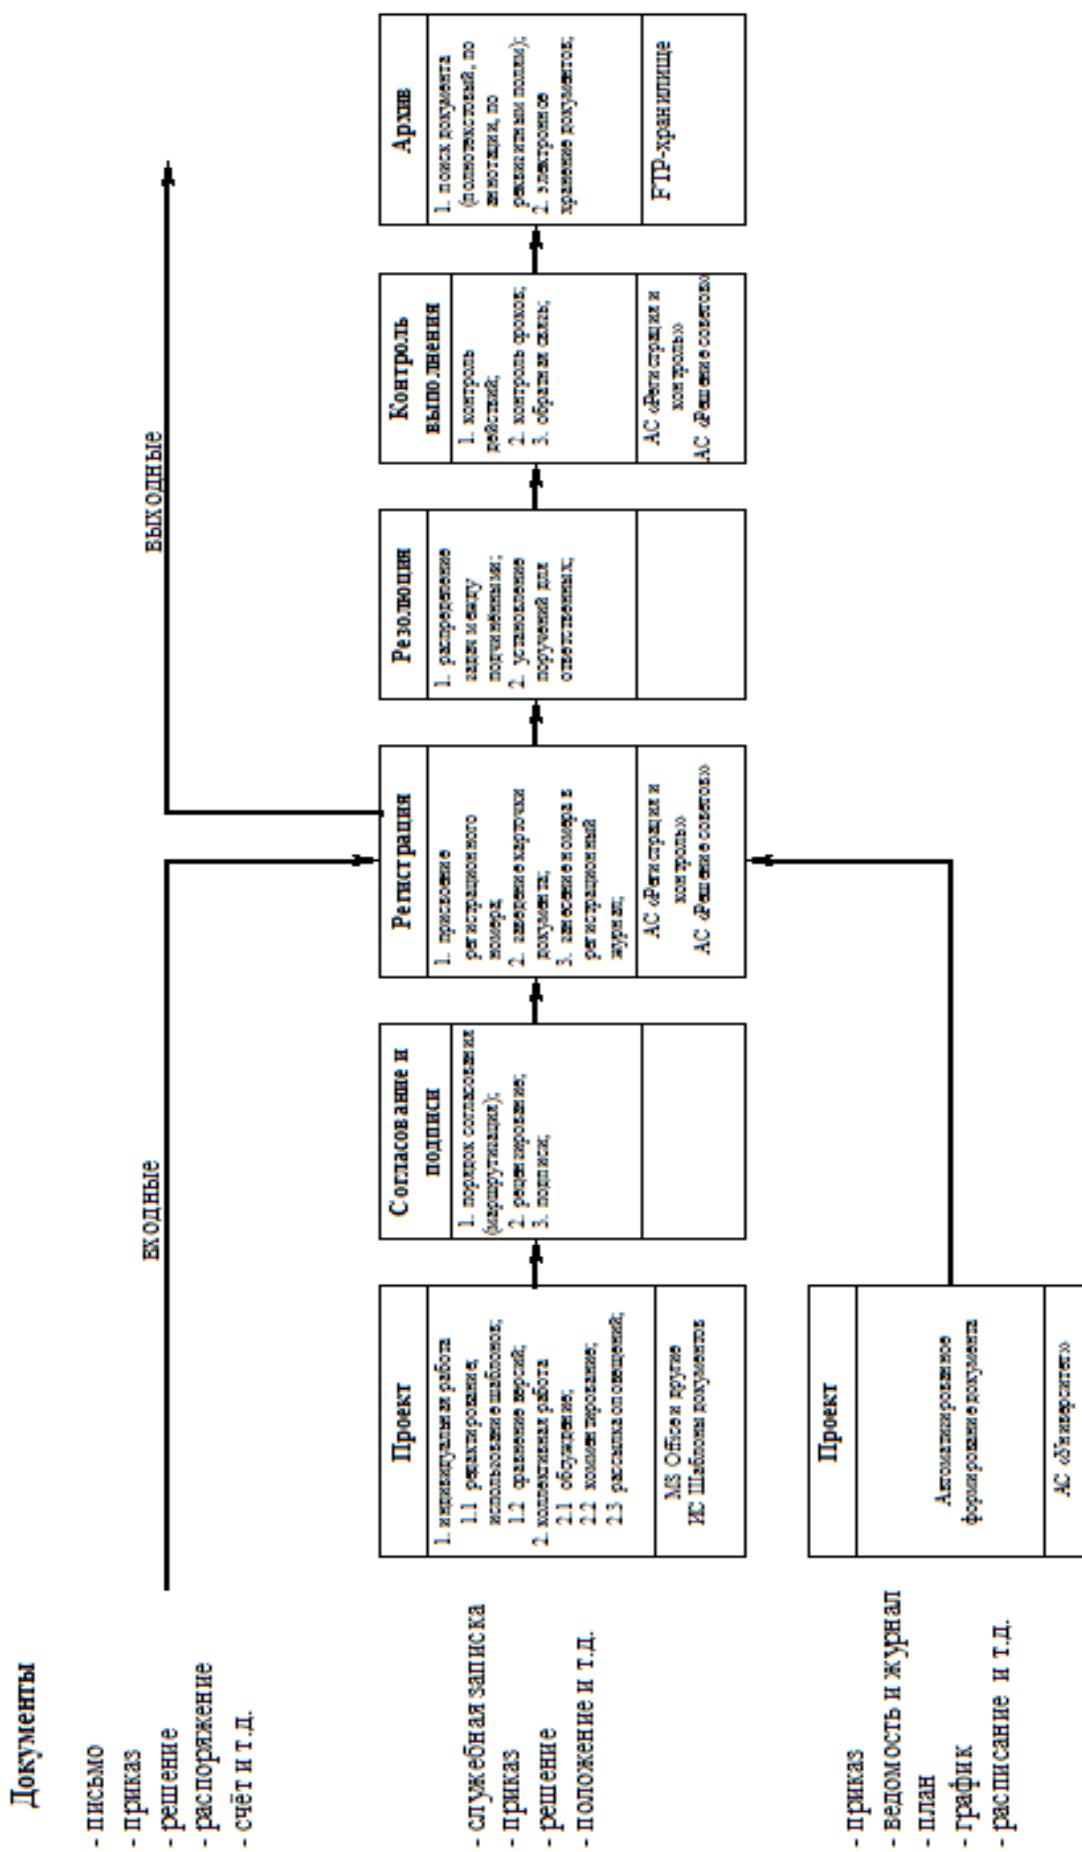 Документы
- письмо
- приказ
- решение
- распоряжение
- счёт и т.д.
входные
выходные
- служебная записка
- приказ
- решение
- положение и т.д.
Проект
1. индивидуальная работа
1.1 редактирование,
использование шаблонов;
1.2 сравнение версий;
2. коллективная работа
2.1 обсуждение;
2.2 комментирование;
2.3 рассылка оповещений;
MS Office и другие
ИС Шаблоны документов
Согласование и
подписи
1. порядок согласования
(маршрутизация);
2. рецензирование;
3. подписи;
Регистрация
1. присвоение
регистрационного
номера;
2. заведение карточки
документа;
3. занесение номера в
регистрационный
журнал;
АС «Регистрация и
контроль»
АС «Решение советов»
Резолюция
1. распределение
задач между
подчинёнными;
2. установление
поручений для
ответственных;
Контроль
выполнения
1. контроль
действий;
2. контроль сроков;
3. обратная связь;
АС «Регистрация и
контроль»
АС «Решение советов»
Архив
1. поиск документа
(полнотекстовый, по
аннотации, по
реквизитным полям);
2. электронное
хранение документов;
FTP-хранилище
- приказ
- ведомость и журнал
- план
- график
- расписание и т.д.
Проект
Автоматизированное
формирование документа
АС «Университет»